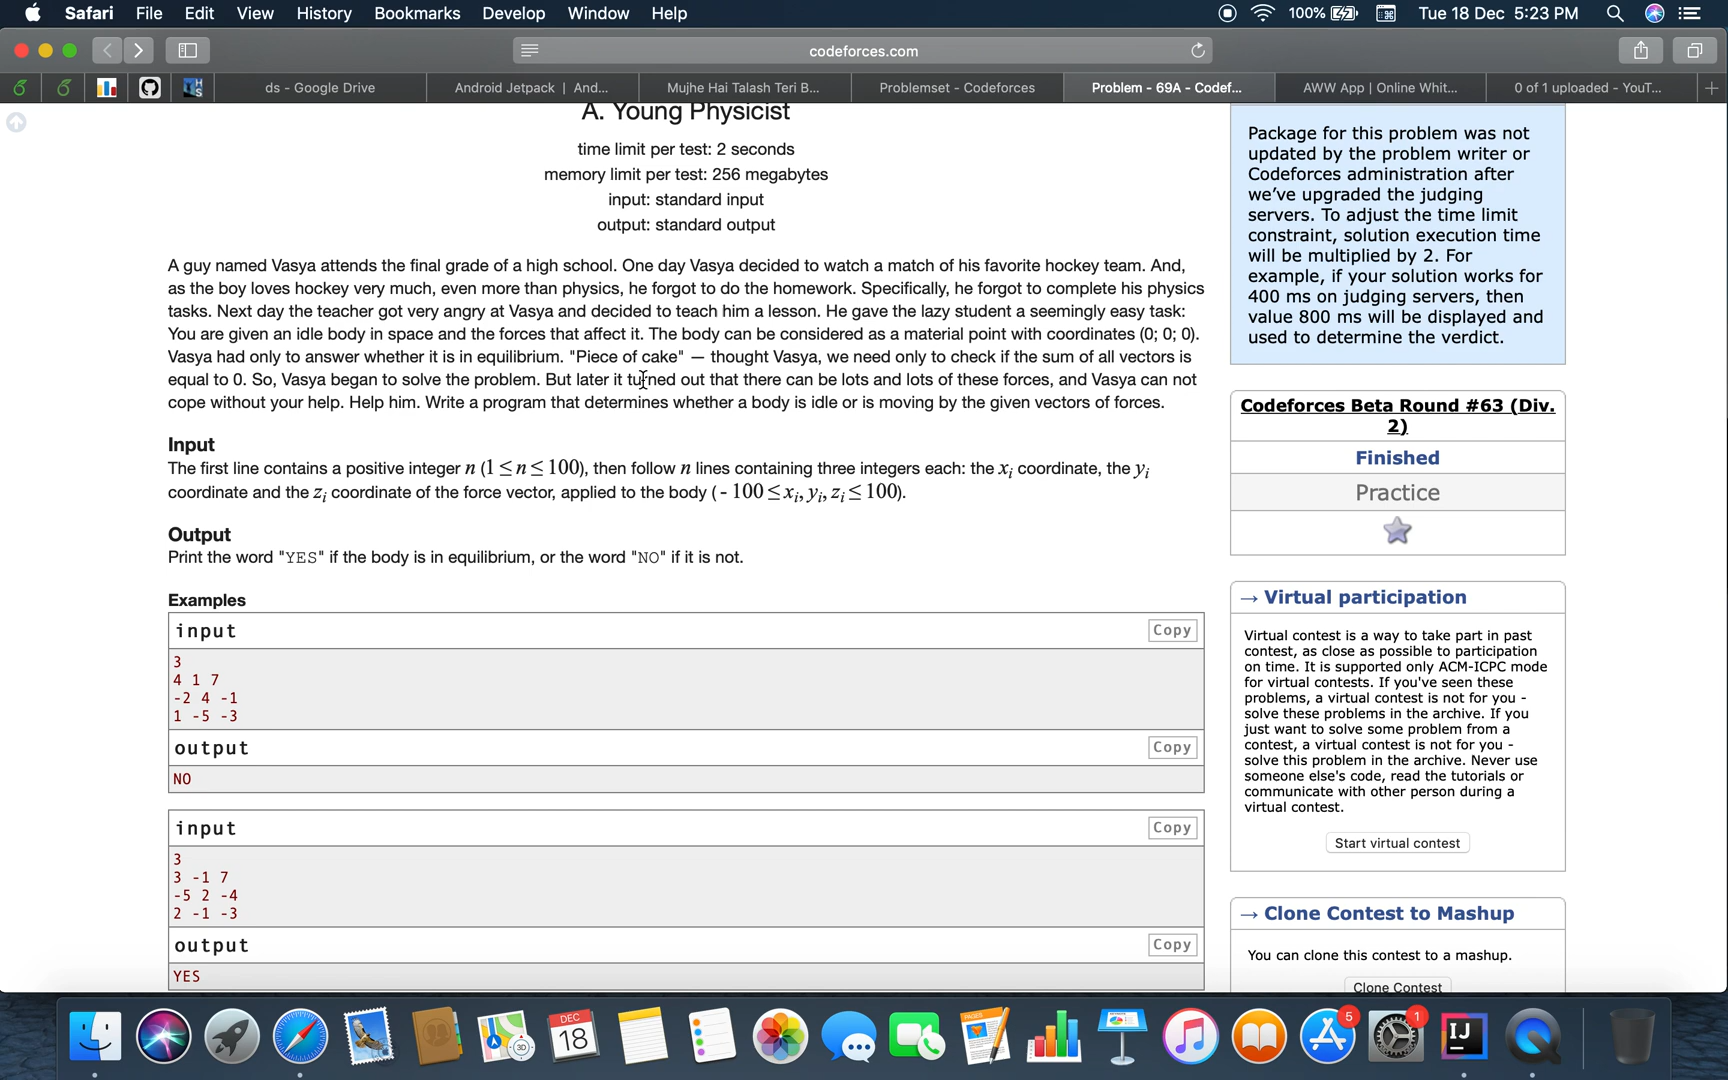 Safari File Edit View History Bookmarks Develop Window Help 100% Tue 18 Dec 5:23 PM
codeforces.com
ds - Google Drive Android Jetpack | And... Mujhe Hai Talash Teri B... Problemset - Codeforces Problem - 69A - Codef... AWW App | Online Whit... 0 of 1 uploaded - YouT...
A. Young Physicist
time limit per test: 2 seconds
memory limit per test: 256 megabytes
input: standard input
output: standard output
A guy named Vasya attends the final grade of a high school. One day Vasya decided to watch a match of his favorite hockey team. And,
as the boy loves hockey very much, even more than physics, he forgot to do the homework. Specifically, he forgot to complete his physics
tasks. Next day the teacher got very angry at Vasya and decided to teach him a lesson. He gave the lazy student a seemingly easy task:
You are given an idle body in space and the forces that affect it. The body can be considered as a material point with coordinates (0; 0; 0).
Vasya had only to answer whether it is in equilibrium. "Piece of cake" — thought Vasya, we need only to check if the sum of all vectors is
equal to 0. So, Vasya began to solve the problem. But later it turned out that there can be lots and lots of these forces, and Vasya can not
cope without your help. Help him. Write a program that determines whether a body is idle or is moving by the given vectors of forces.
Input
The first line contains a positive integer n (1 ≤ n ≤ 100), then follow n lines containing three integers each: the xi coordinate, the yi
coordinate and the zi coordinate of the force vector, applied to the body ( - 100 ≤ xi, yi, zi ≤ 100).
Output
Print the word "YES" if the body is in equilibrium, or the word "NO" if it is not.
Examples
input Copy
3
4 1 7
-2 4 -1
1 -5 -3
output Copy
NO
input Copy
3
3 -1 7
-5 2 -4
2 -1 -3
output Copy
YES
Package for this problem was not
updated by the problem writer or
Codeforces administration after
we've upgraded the judging
servers. To adjust the time limit
constraint, solution execution time
will be multiplied by 2. For
example, if your solution works for
400 ms on judging servers, then
value 800 ms will be displayed and
used to determine the verdict.
Codeforces Beta Round #63 (Div.
2)
Finished
Practice
→ Virtual participation
Virtual contest is a way to take part in past
contest, as close as possible to participation
on time. It is supported only ACM-ICPC mode
for virtual contests. If you've seen these
problems, a virtual contest is not for you -
solve these problems in the archive. If you
just want to solve some problem from a
contest, a virtual contest is not for you -
solve this problem in the archive. Never use
someone else's code, read the tutorials or
communicate with other person during a
virtual contest.
Start virtual contest
→ Clone Contest to Mashup
You can clone this contest to a mashup.
Clone Contest
3D
DEC
18
PAGES
5
1
IJ